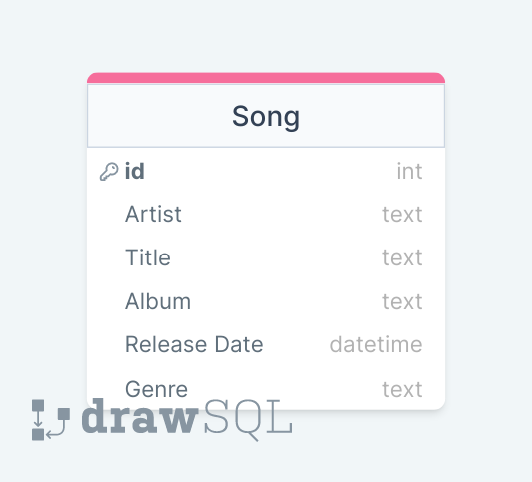 Song
id int
Artist text
Title text
Album text
Release Date datetime
Genre text
drawSQL